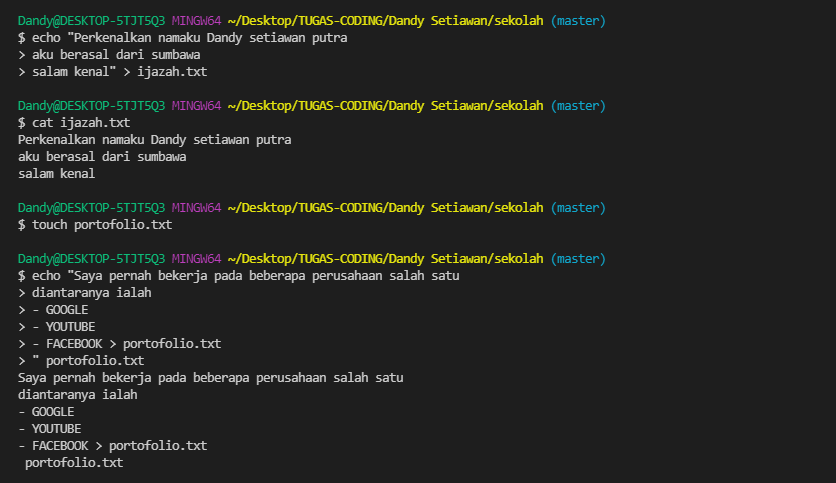 Dandy@DESKTOP-5TJT5Q3 MINGW64 ~/Desktop/TUGAS-CODING/Dandy Setiawan/sekolah (master)
$ echo "Perkenalkan namaku Dandy setiawan putra
> aku berasal dari sumbawa
> salam kenal" > ijazah.txt
Dandy@DESKTOP-5TJT5Q3 MINGW64 ~/Desktop/TUGAS-CODING/Dandy Setiawan/sekolah (master)
$ cat ijazah.txt
Perkenalkan namaku Dandy setiawan putra
aku berasal dari sumbawa
salam kenal
Dandy@DESKTOP-5TJT5Q3 MINGW64 ~/Desktop/TUGAS-CODING/Dandy Setiawan/sekolah (master)
$ touch portofolio.txt
Dandy@DESKTOP-5TJT5Q3 MINGW64 ~/Desktop/TUGAS-CODING/Dandy Setiawan/sekolah (master)
$ echo "Saya pernah bekerja pada beberapa perusahaan salah satu
> diantaranya ialah
> - GOOGLE
> - YOUTUBE
> - FACEBOOK > portofolio.txt
> " portofolio.txt
Saya pernah bekerja pada beberapa perusahaan salah satu
diantaranya ialah
- GOOGLE
- YOUTUBE
- FACEBOOK > portofolio.txt
 portofolio.txt